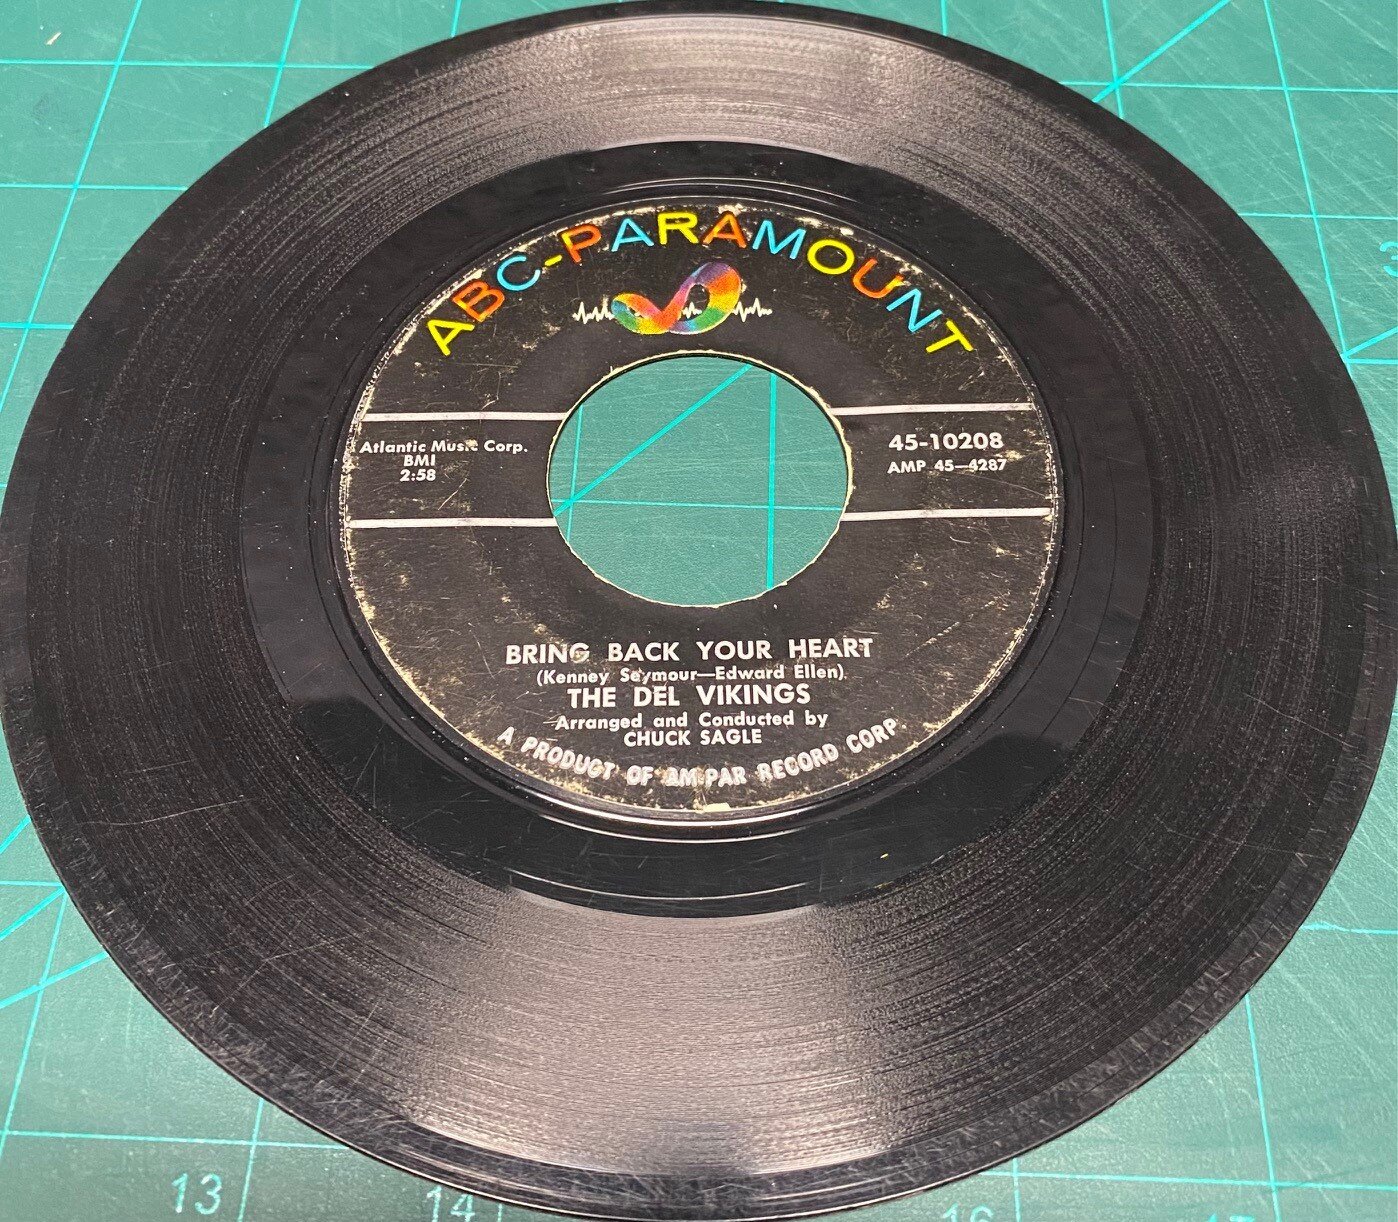 ABC-PARAMOUNT
Atlantic Music Corp.
BMI
2:58
45-10208
AMP 45-4287
BRING BACK YOUR HEART
(Kenney Seymour-Edward Ellen)
THE DEL VIKINGS
Arranged and Conducted by
CHUCK SAGLE
A PRODUCT OF AM-PAR RECORD CORP.
13
14
16